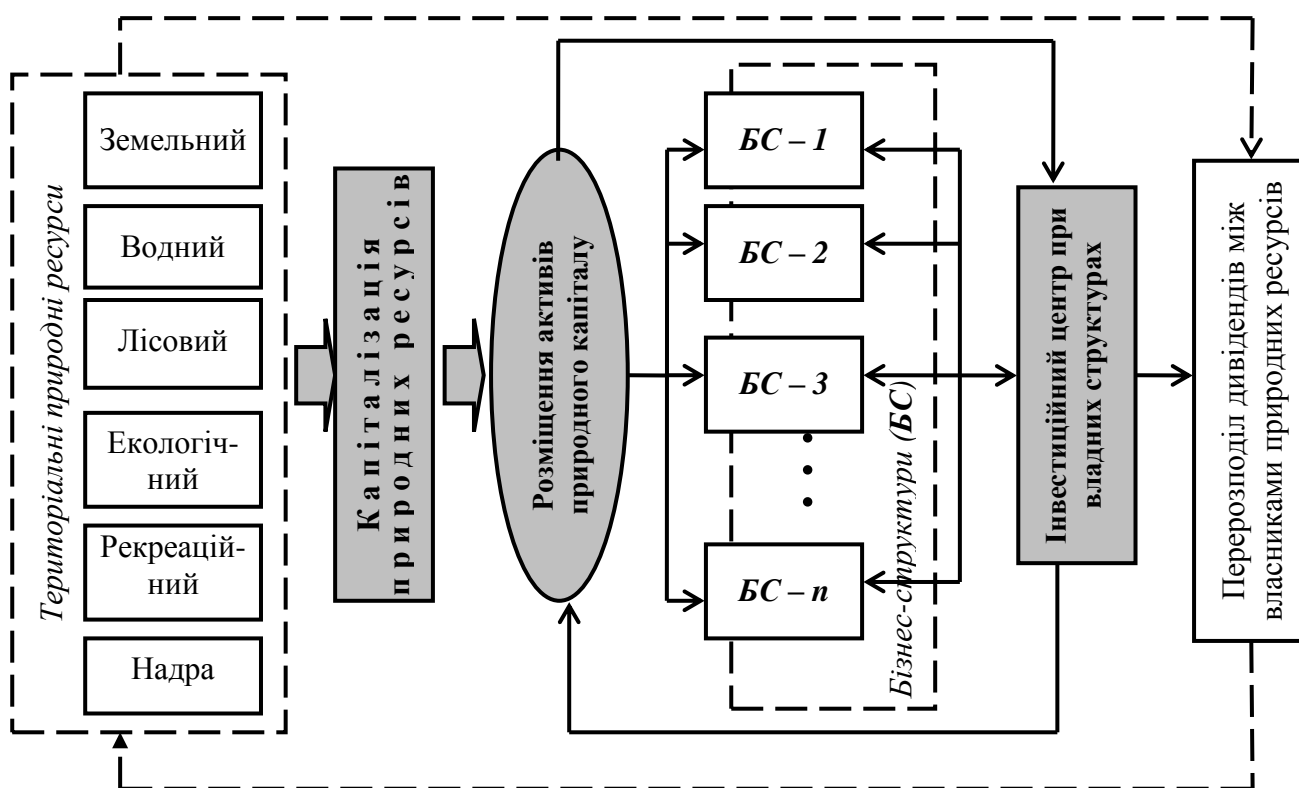 Територіальні природні ресурси
Земельний
Водний
Лісовий
Екологіч-
ний
Рекреацій-
ний
Надра
Капіталізація
природних ресурсів
Розміщення активів
природного капіталу
БС – 1
БС – 2
БС – 3
БС – n
Бізнес-структури (БС)
Інвестиційний центр при
владних структурах
Перерозподіл дивідендів між
власниками природних ресурсів